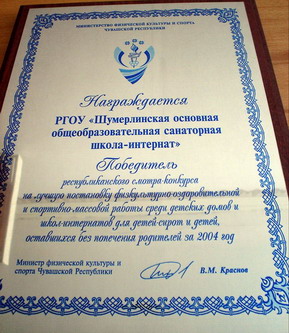 МИНИСТЕРСТВО ФИЗИЧЕСКОЙ КУЛЬТУРЫ И СПОРТА
ЧУВАШСКОЙ РЕСПУБЛИКИ
Награждается
РГОУ «Шумерлинская основная
общеобразовательная санаторная
школа-интернат»
Победитель
республиканского смотра-конкурса
на лучшую постановку физкультурно-оздоровительной
и спортивно-массовой работы среди детских домов и
школ-интернатов для детей-сирот и детей,
оставшихся без попечения родителей за 2004 год
Министр физической культуры и
спорта Чувашской Республики
В.М. Краснов